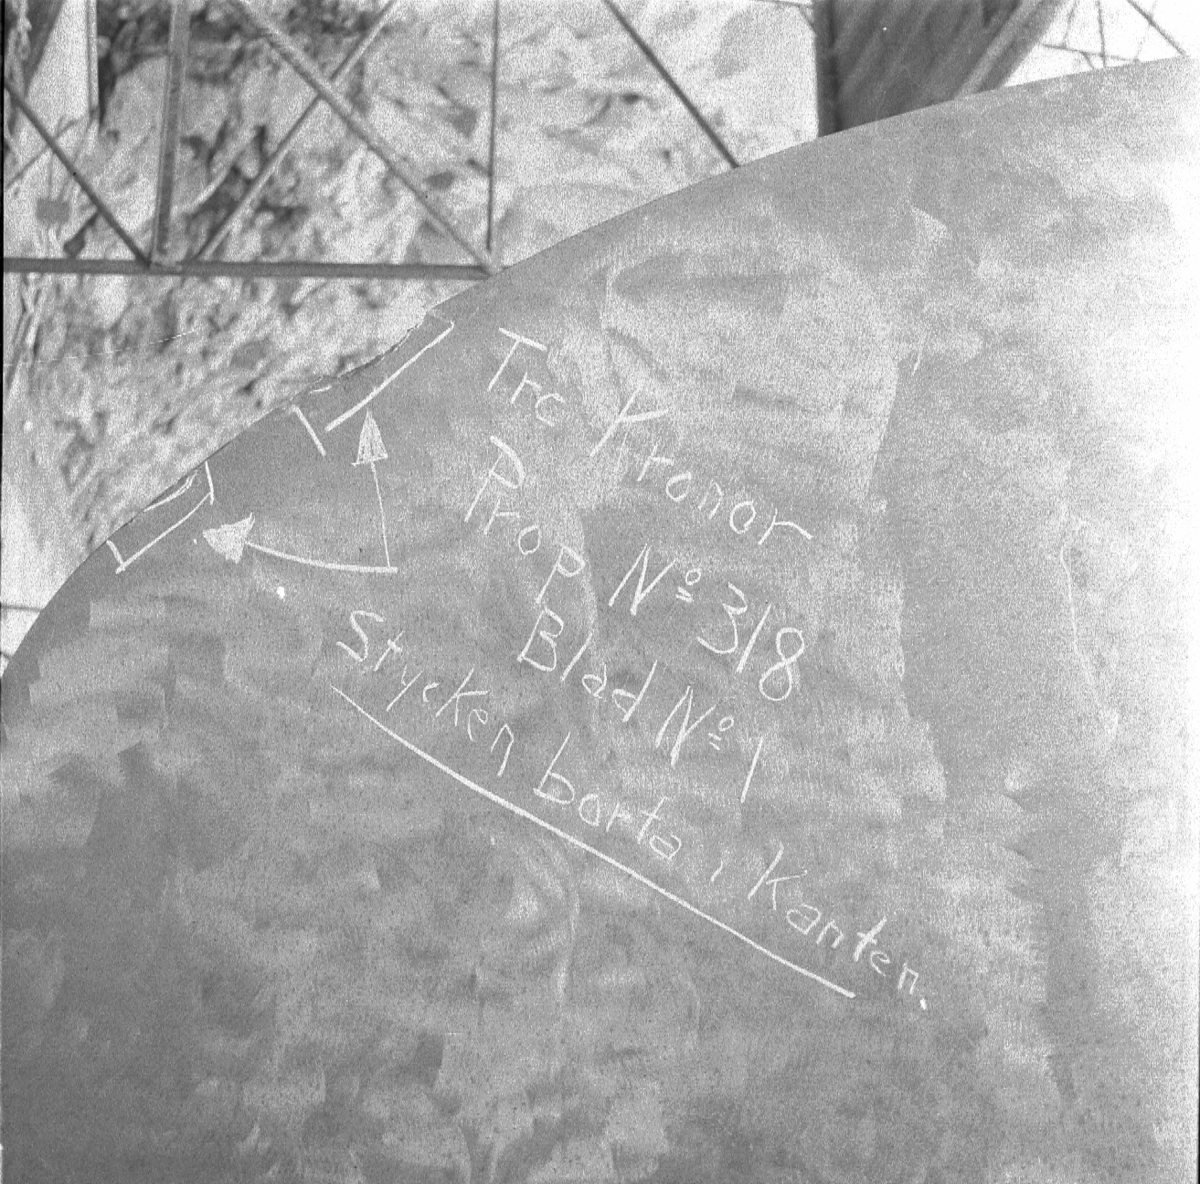 Tre Kronor
Prop Nº 318
Blad Nº 1
Stycken borta i Kanten.